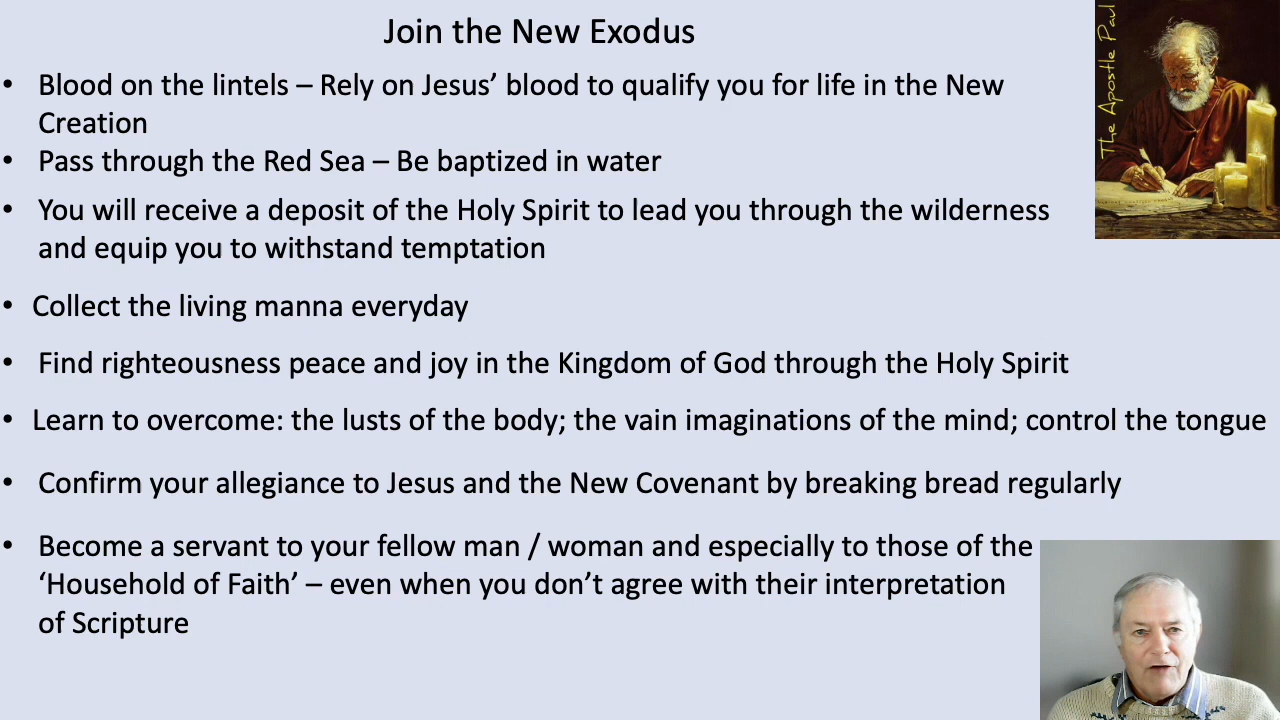 Join the New Exodus
• Blood on the lintels – Rely on Jesus’ blood to qualify you for life in the New
Creation
• Pass through the Red Sea – Be baptized in water
• You will receive a deposit of the Holy Spirit to lead you through the wilderness
and equip you to withstand temptation
• Collect the living manna everyday
• Find righteousness peace and joy in the Kingdom of God through the Holy Spirit
• Learn to overcome: the lusts of the body; the vain imaginations of the mind; control the tongue
• Confirm your allegiance to Jesus and the New Covenant by breaking bread regularly
• Become a servant to your fellow man / woman and especially to those of the
‘Household of Faith’ – even when you don’t agree with their interpretation
of Scripture
The Apostle Paul